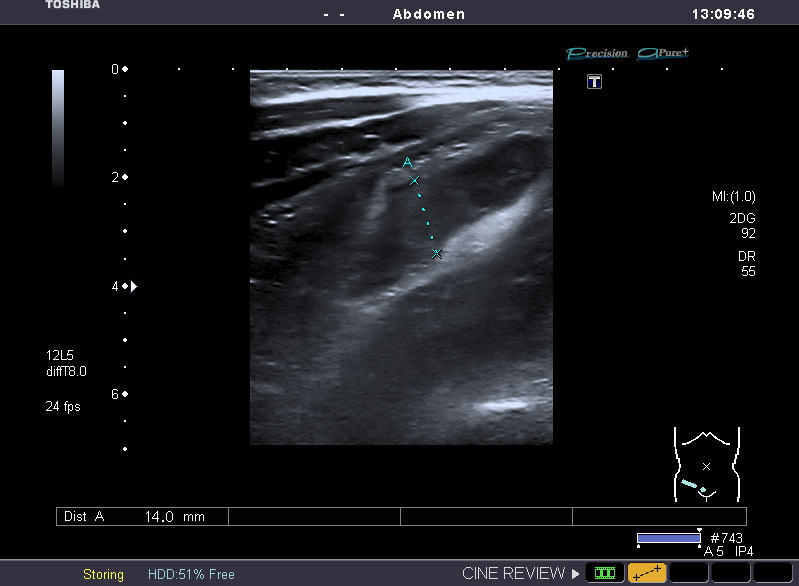 TOSHIBA
- - Abdomen 13:09:46
Precision APure+
T
0
A
2
MI:(1.0)
2DG
92
DR
55
4
12L5
diffT8.0
24 fps
6
Dist A 14.0 mm
#743
A 5 IP4
Storing HDD:51% Free CINE REVIEW